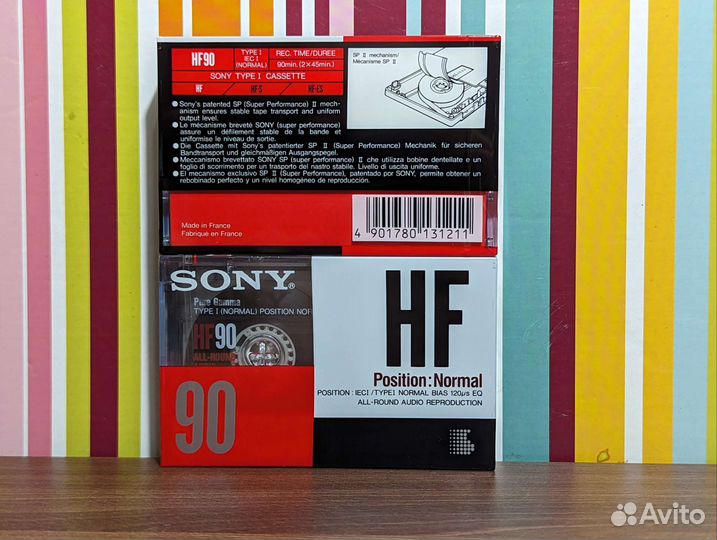 HF90
TYPE I
IEC I
(NORMAL)
REC. TIME/DUREE
90min. (2×45min.)
SONY TYPE I CASSETTE
HF
HF-S
HF-ES
SP II mechanism/
Mécanisme SP II
● Sony's patented SP (Super Performance) II mech-
anism ensures stable tape transport and uniform
output level.
● Le mécanisme breveté SONY (super performance)
assure un défilement stable de la bande et
uniformise le niveau de sortie.
● Die Cassette mit Sony's patentierter SP II (Super Performance) Mechanik für sicheren
Bandtransport und gleichmäßigen Ausgangspegel.
● Meccanismo brevettato SONY SP (super performance) II che utilizza bobine dentellate e un
foglio di scorrimento per un trasporto del nastro stabile. Livello di uscita uniforme.
● El mecanismo exclusivo SP II (Super Performance), patentado por SONY, permite obtener un
rebobinado perfecto y un nivel homogéneo de reproducción.
Made in France
Fabriqué en France
4 901780 131211
SONY®
Pure Gamma
TYPE I (NORMAL) POSITION NOR
HF90
ALL-ROUND
90
HF
Position:Normal
POSITION: IECI/TYPEI NORMAL BIAS 120μs EQ
ALL-ROUND AUDIO REPRODUCTION
Avito